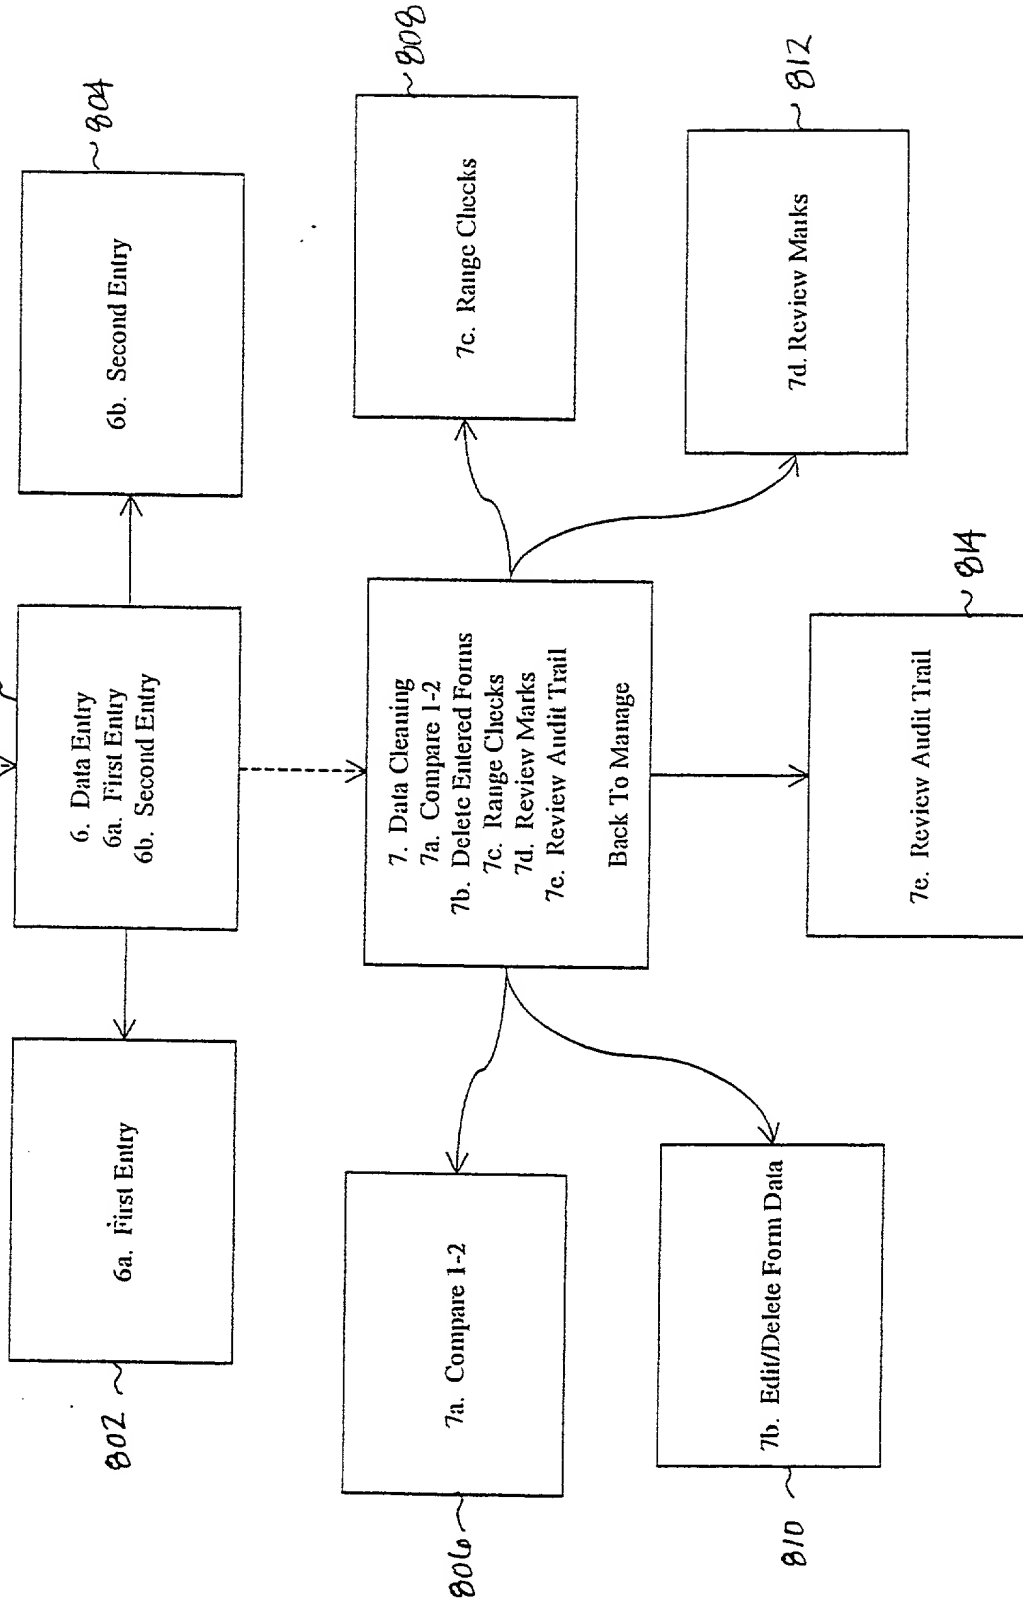 802
6a. First Entry
6. Data Entry
6a. First Entry
6b. Second Entry
6b. Second Entry
804
806
7a. Compare 1-2
7. Data Cleaning
7a. Compare 1-2
7b. Delete Entered Forms
7c. Range Checks
7d. Review Marks
7e. Review Audit Trail
Back To Manage
7c. Range Checks
808
810
7b. Edit/Delete Form Data
7d. Review Marks
812
7e. Review Audit Trail
814